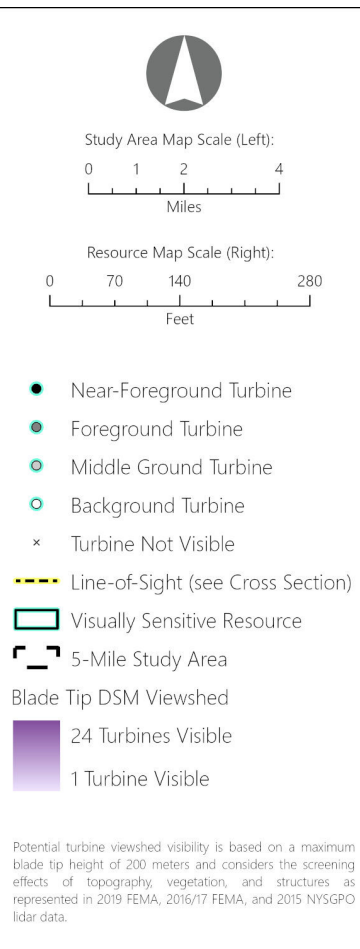 Study Area Map Scale (Left):
0 1 2 4
Miles
Resource Map Scale (Right):
0 70 140 280
Feet
Near-Foreground Turbine
Foreground Turbine
Middle Ground Turbine
Background Turbine
Turbine Not Visible
Line-of-Sight (see Cross Section)
Visually Sensitive Resource
5-Mile Study Area
Blade Tip DSM Viewshed
24 Turbines Visible
1 Turbine Visible
Potential turbine viewshed visibility is based on a maximum
blade tip height of 200 meters and considers the screening
effects of topography, vegetation, and structures as
represented in 2019 FEMA, 2016/17 FEMA, and 2015 NYSGPO
lidar data.